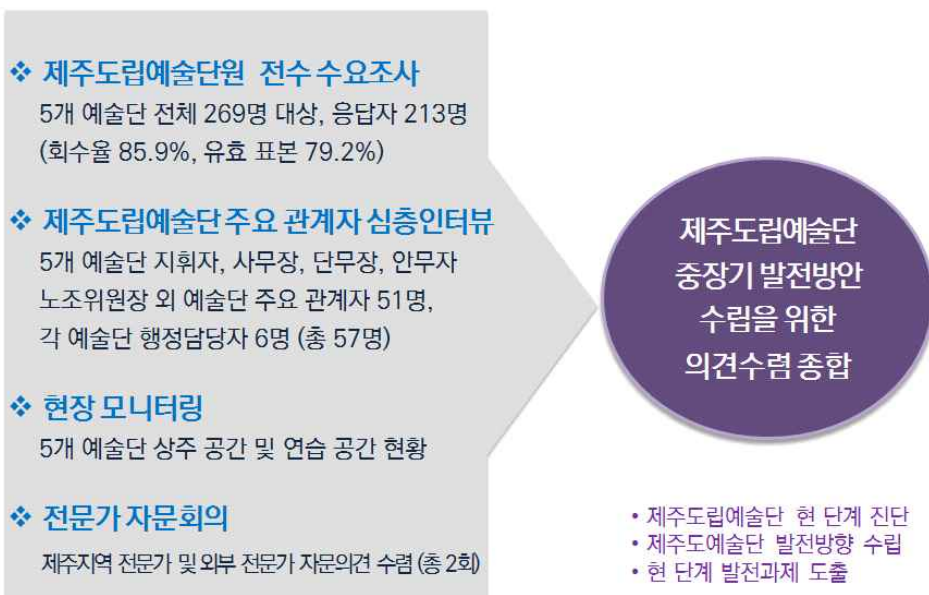 ❖ 제주도립예술단원 전수 수요조사
5개 예술단 전체 269명 대상, 응답자 213명
(회수율 85.9%, 유효 표본 79.2%)
❖ 제주도립예술단 주요 관계자 심층인터뷰
5개 예술단 지휘자, 사무장, 단무장, 안무자
노조위원장 외 예술단 주요 관계자 51명,
각 예술단 행정담당자 6명 (총 57명)
❖ 현장 모니터링
5개 예술단 상주 공간 및 연습 공간 현황
❖ 전문가 자문회의
제주지역 전문가 및 외부 전문가 자문의견 수렴 (총 2회)
제주도립예술단
중장기 발전방안
수립을 위한
의견수렴 종합
• 제주도립예술단 현 단계 진단
• 제주도예술단 발전방향 수립
• 현 단계 발전과제 도출